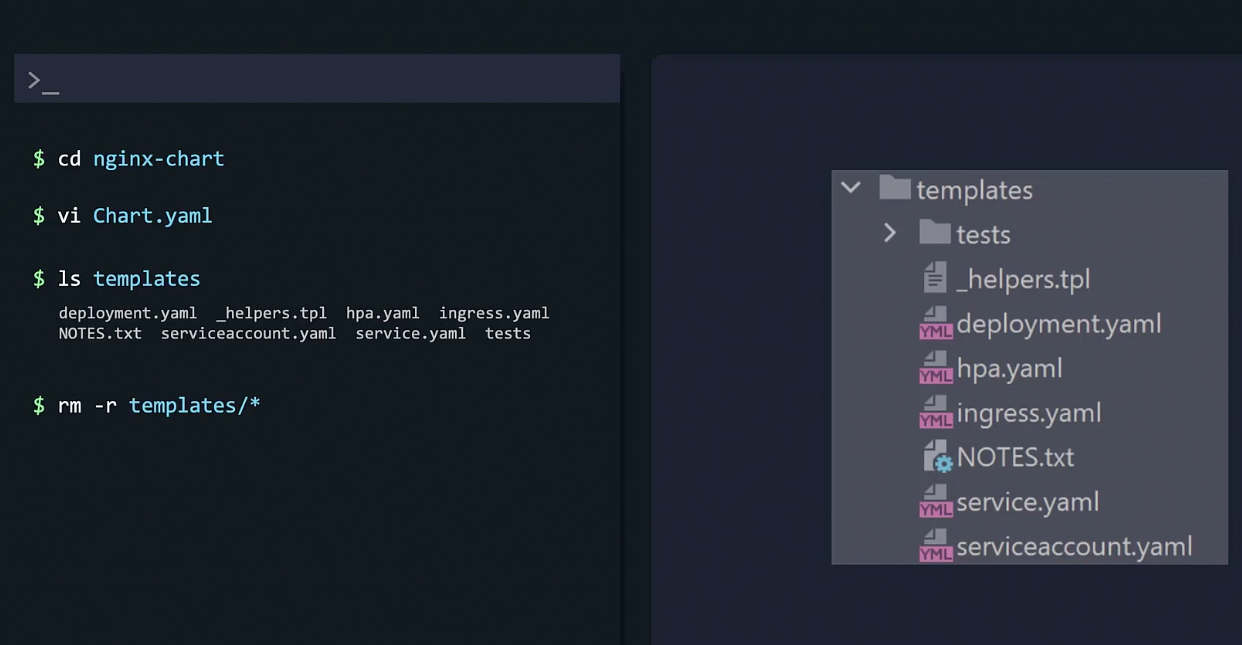 >_
$ cd nginx-chart
$ vi Chart.yaml
$ ls templates
deployment.yaml _helpers.tpl hpa.yaml ingress.yaml
NOTES.txt serviceaccount.yaml service.yaml tests
$ rm -r templates/*
templates
tests
_helpers.tpl
YML deployment.yaml
YML hpa.yaml
YML ingress.yaml
NOTES.txt
YML service.yaml
YML serviceaccount.yaml